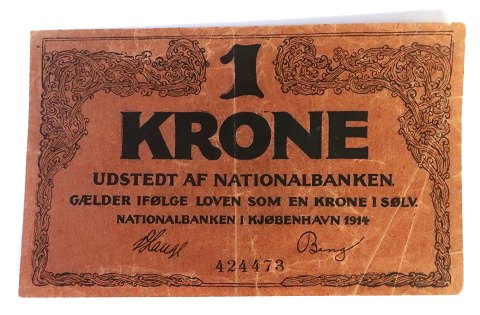 1
KRONE
UDSTEDT AF NATIONALBANKEN.
GÆLDER IFØLGE LOVEN SOM EN KRONE I SØLV.
NATIONALBANKEN I KJØBENHAVN 1914
424473